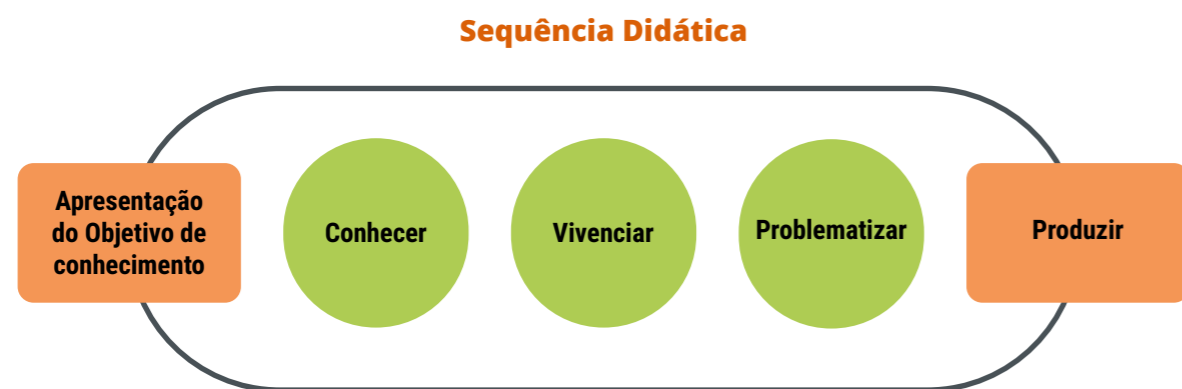 Sequência Didática
Apresentação
do Objetivo de
conhecimento
Conhecer
Vivenciar
Problematizar
Produzir